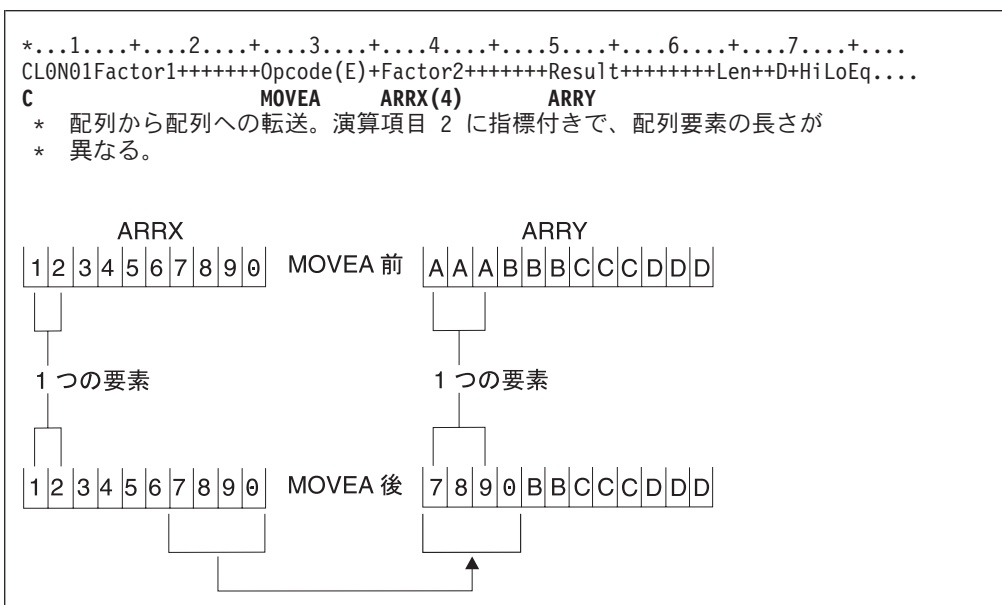 *...1....+....2....+....3....+....4....+....5....+....6....+....7....+....
CL0N01Factor1+++++++Opcode(E)+Factor2+++++++Result++++++++Len++D+HiLoEq....
C MOVEA ARRX(4) ARRY
* 配列から配列への転送。演算項目 2 に指標付きで、配列要素の長さが
* 異なる。
ARRX ARRY
1 2 3 4 5 6 7 8 9 0 MOVEA 前 A A A B B B C C C D D D
1 つの要素 1 つの要素
1 2 3 4 5 6 7 8 9 0 MOVEA 後 7 8 9 0 B B C C C D D D